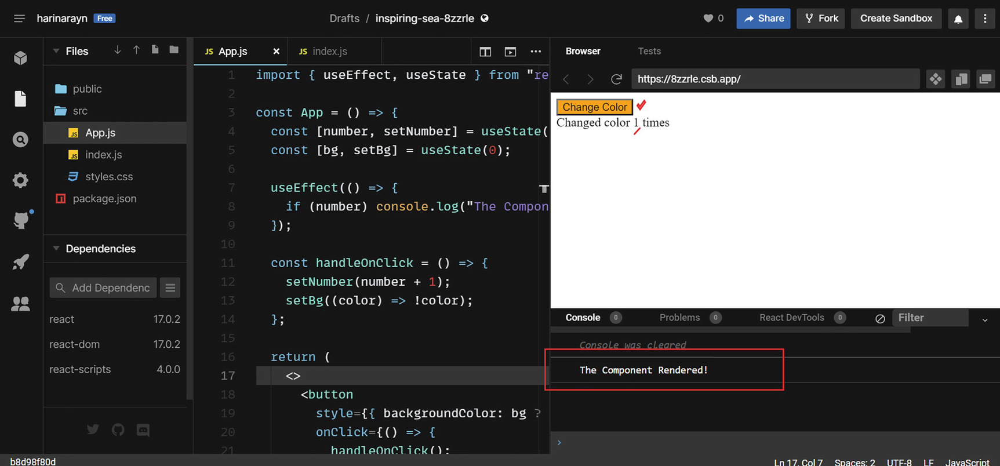 harinarayn Free
Drafts / inspiring-sea-8zzrle
0
Share
Fork
Create Sandbox
Files
public
src
JS App.js
JS index.js
styles.css
package.json
Dependencies
Add Dependenc
react 17.0.2
react-dom 17.0.2
react-scripts 4.0.0
JS App.js ×
JS index.js
1 import { useEffect, useState } from "re
2
3 const App = () => {
4 const [number, setNumber] = useState(
5 const [bg, setBg] = useState(0);
6
7 useEffect(() => {
8 if (number) console.log("The Compon
9 });
10
11 const handleOnClick = () => {
12 setNumber(number + 1);
13 setBg((color) => !color);
14 };
15
16 return (
17 <>
18 <button
19 style={{ backgroundColor: bg ?
20 onClick={() => {
21 handleOnClick();
Browser Tests
https://8zzrle.csb.app/
Change Color
Changed color 1 times
Console 0 Problems 0 React DevTools 0 Filter
Console was cleared
The Component Rendered!
b8d98f80d
Ln 17, Col 7 Spaces: 2 UTF-8 LF JavaScript